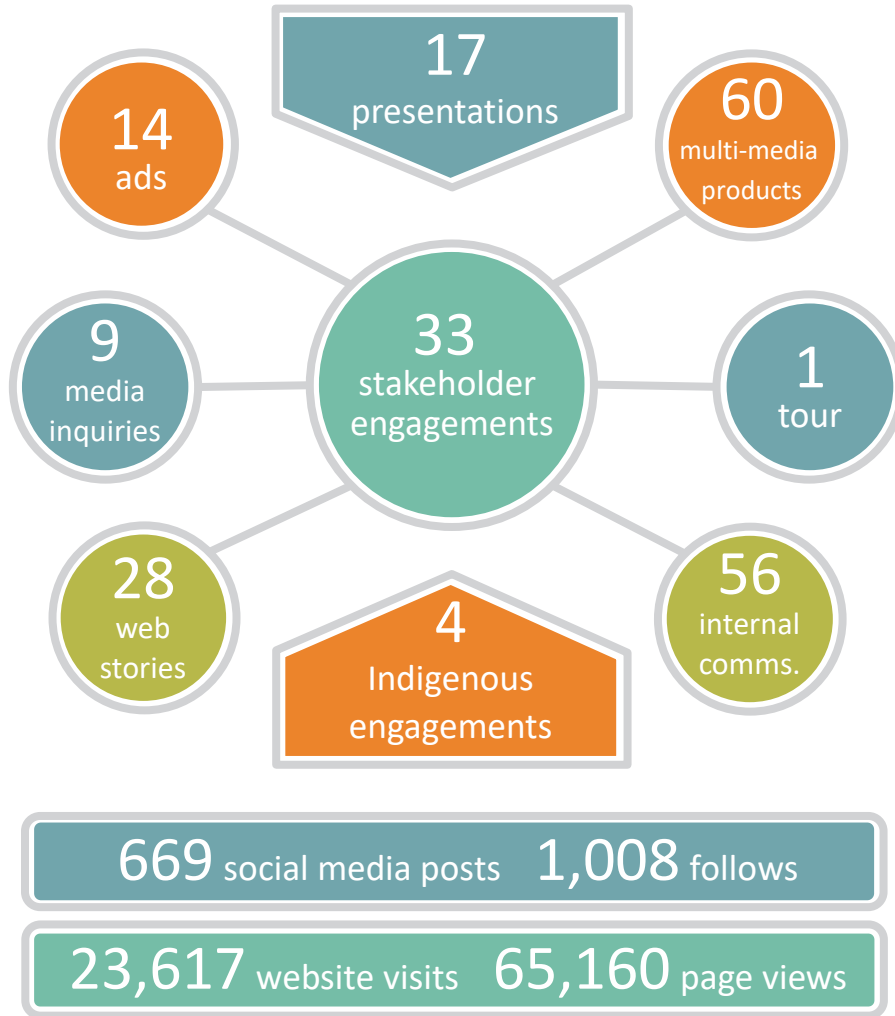 17
presentations
14
ads
60
multi-media
products
33
stakeholder
engagements
9
media
inquiries
1
tour
28
web
stories
4
Indigenous
engagements
56
internal
comms.
669 social media posts 1,008 follows
23,617 website visits 65,160 page views